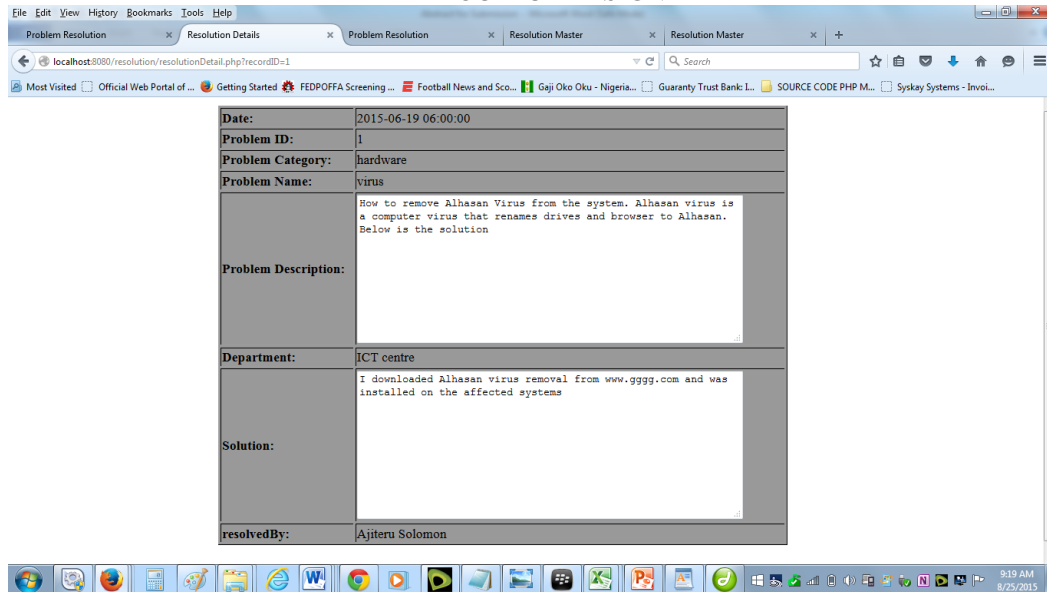 File Edit View History Bookmarks Tools Help
Problem Resolution × Resolution Details × Problem Resolution × Resolution Master × Resolution Master × +
localhost:8080/resolution/resolutionDetail.php?recordID=1 Search
Most Visited Official Web Portal of ... Getting Started FEDPOFFA Screening ... Football News and Sco... Gaji Oko Oku - Nigeria... Guaranty Trust Bank: I... SOURCE CODE PHP M... Syskay Systems - Invoi...
Date: 2015-06-19 06:00:00
Problem ID: 1
Problem Category: hardware
Problem Name: virus
How to remove Alhasan Virus from the system. Alhasan virus is
a computer virus that renames drives and browser to Alhasan.
Below is the solution
Problem Description:
Department: ICT centre
I downloaded Alhasan virus removal from www.gggg.com and was
installed on the affected systems
Solution:
resolvedBy: Ajiteru Solomon
9:19 AM
8/25/2015